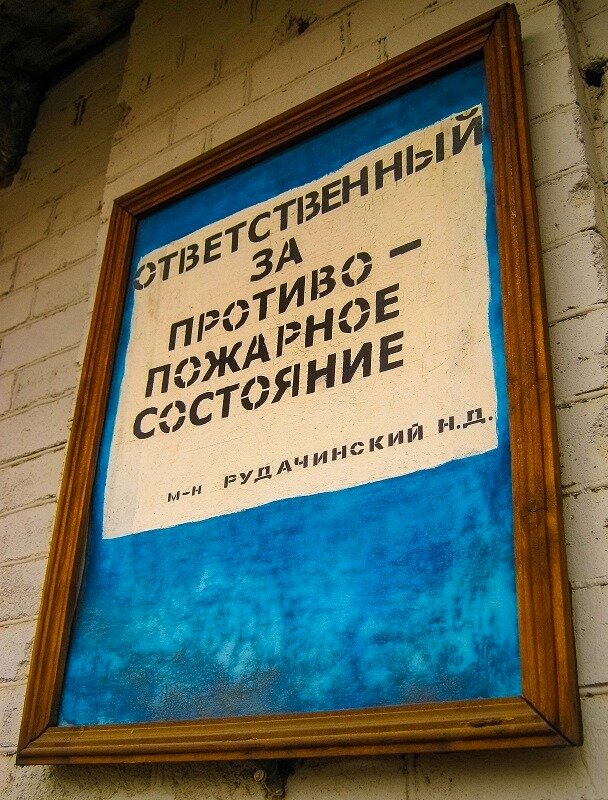 ОТВЕТСТВЕННЫЙ
ЗА
ПРОТИВО-
ПОЖАРНОЕ
СОСТОЯНИЕ
М-Н РУДАЧИНСКИЙ Н.Д.